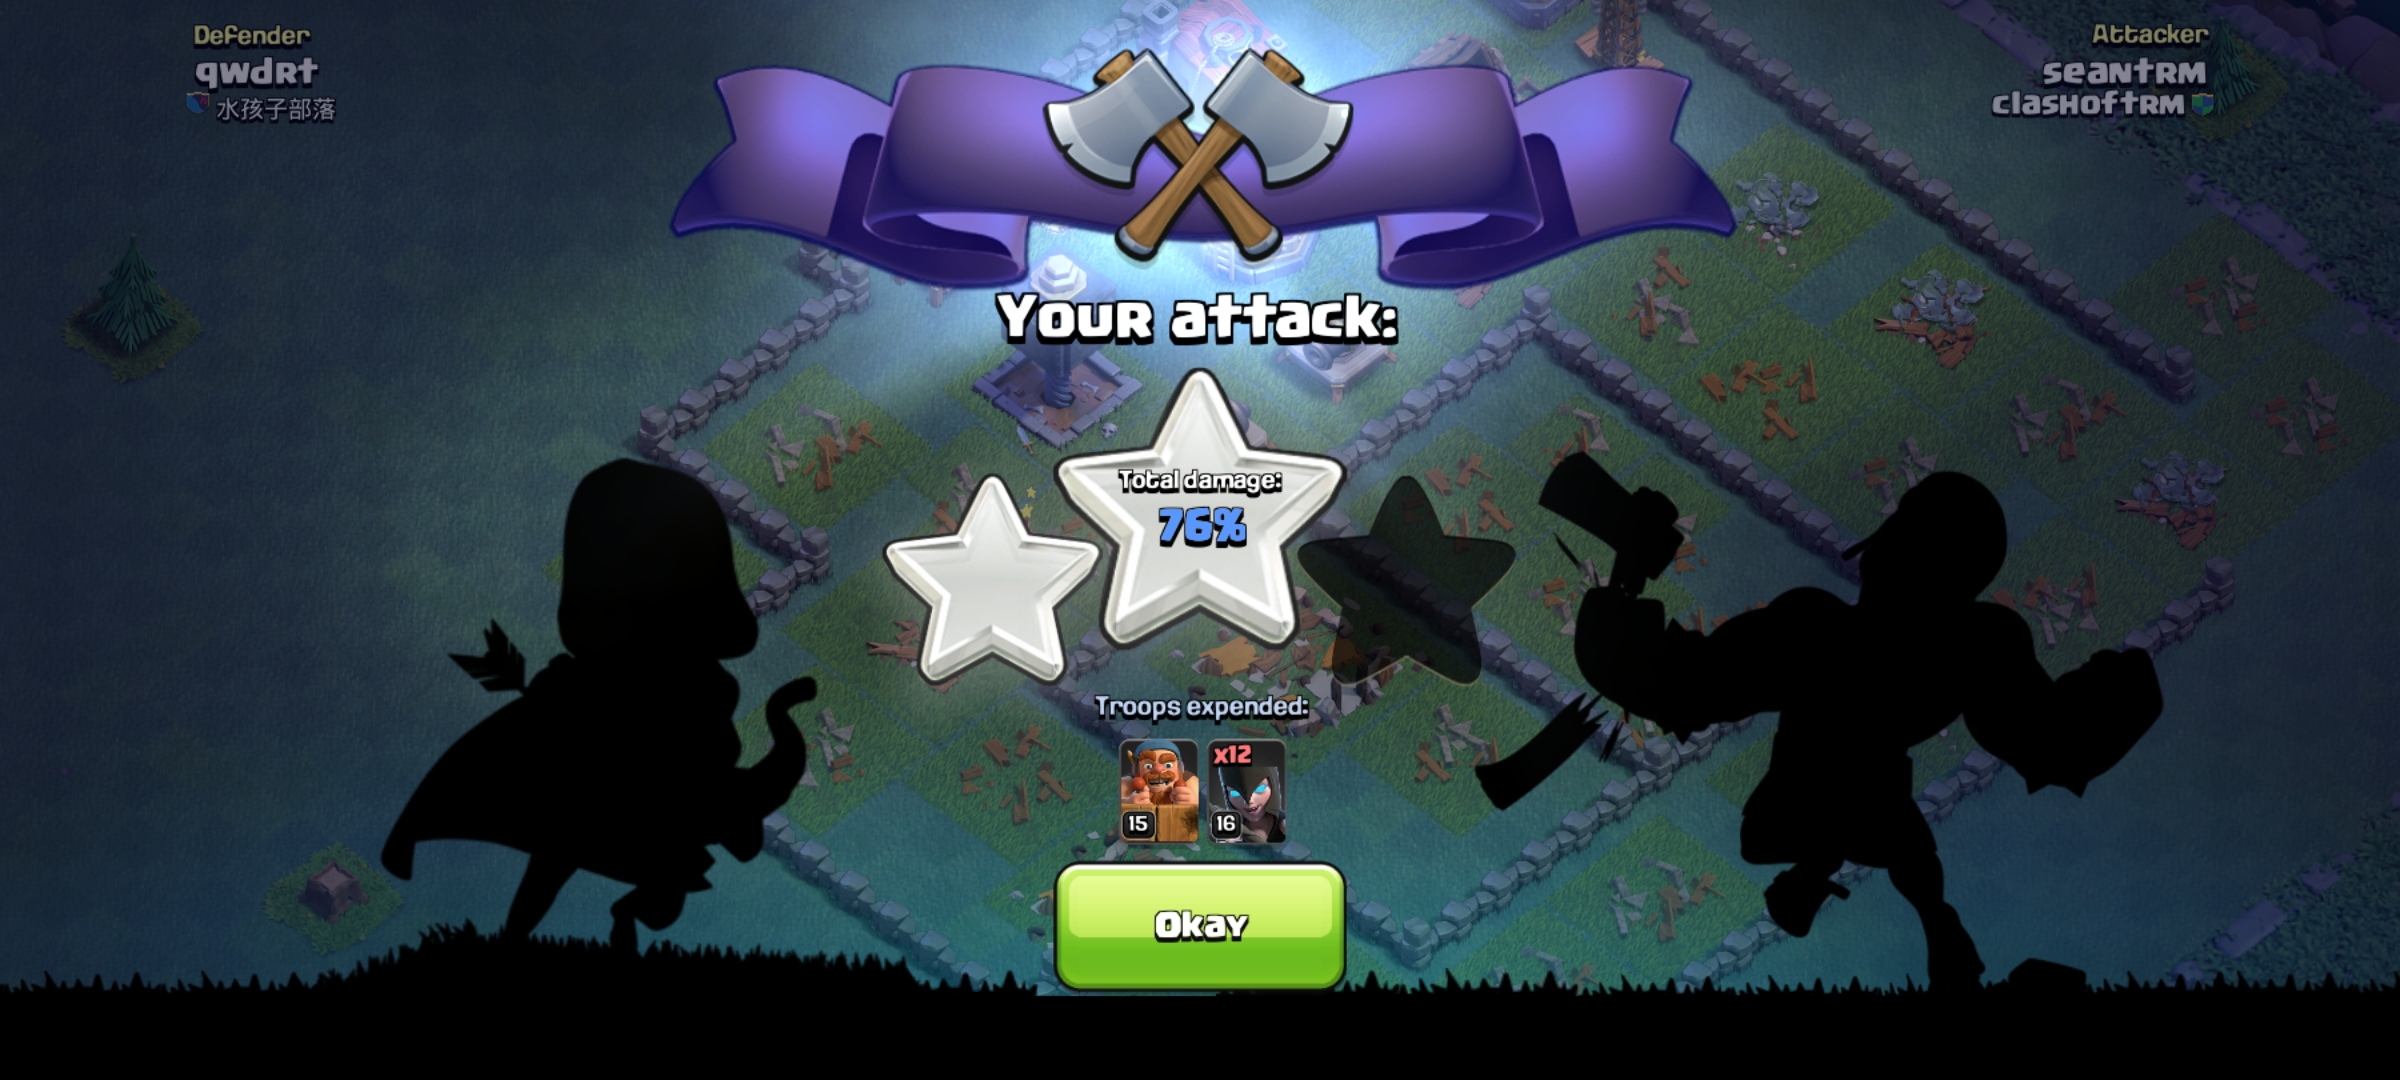 Defender
qwdRt
水孩子部落
Attacker
seantRM
clashoftRM
Your attack:
Total damage:
76%
Troops expended:
x12
15
16
Okay